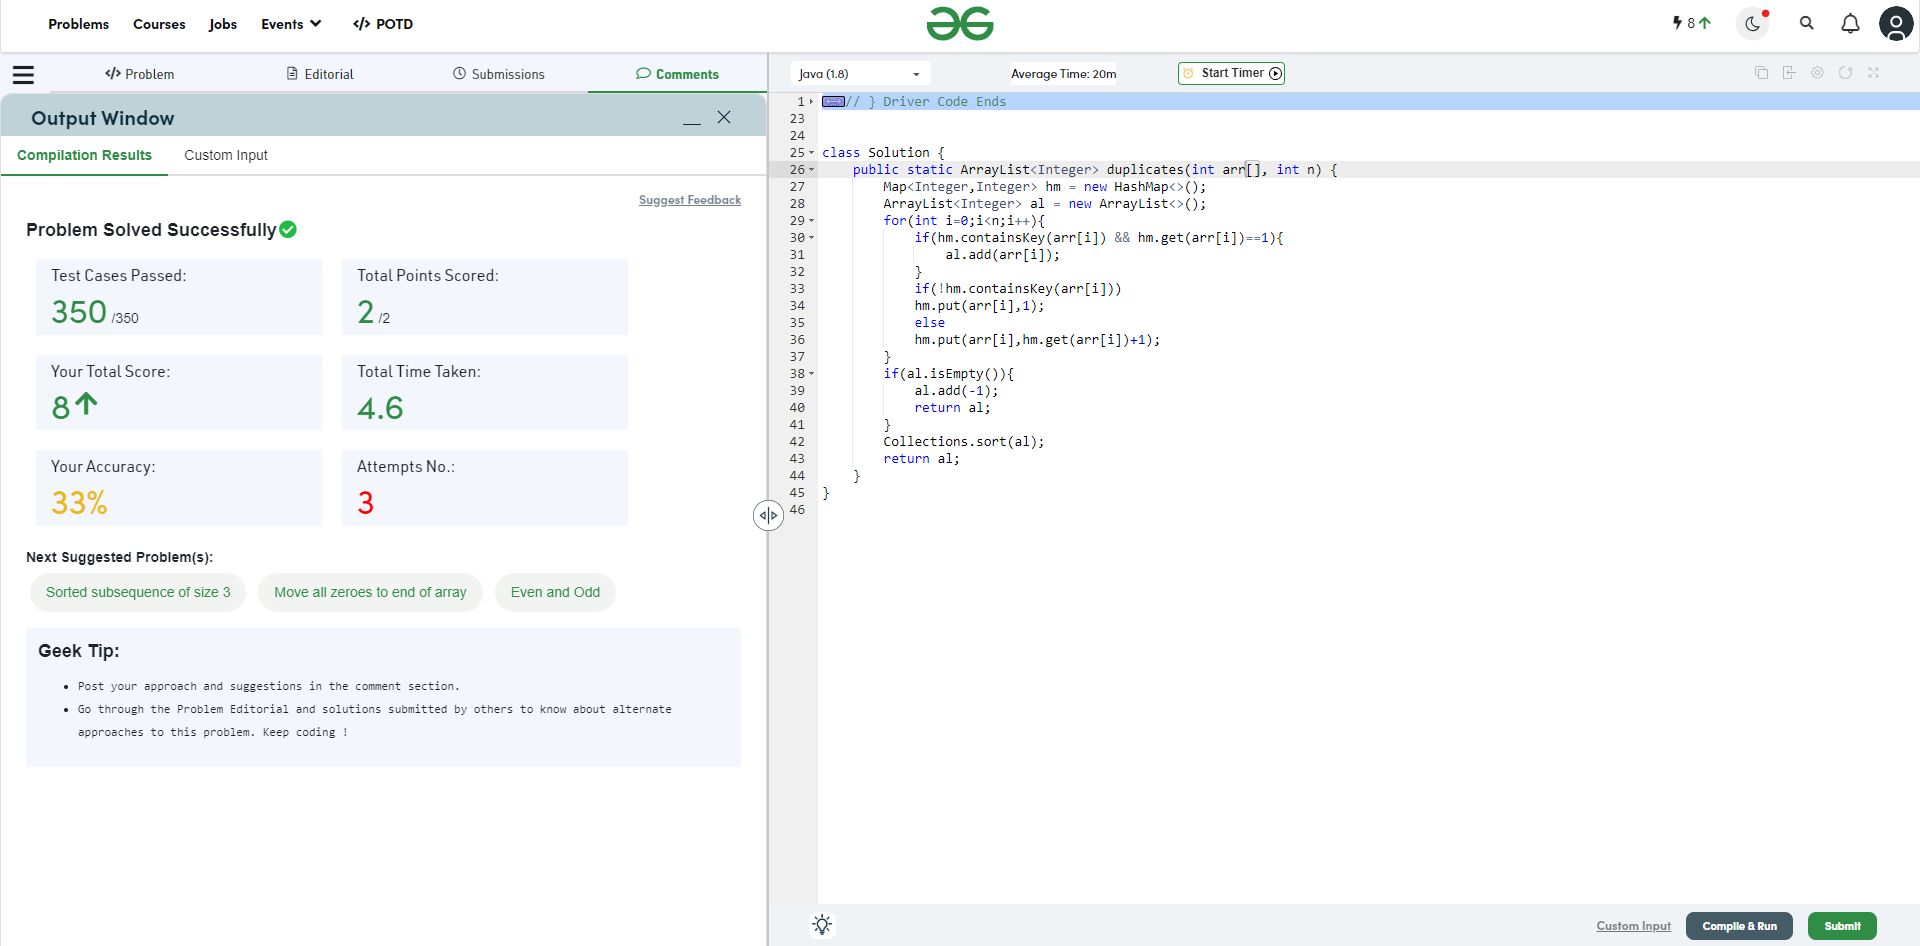 Problems Courses Jobs Events </> POTD
8
</> Problem Editorial Submissions Comments
Output Window
Compilation Results Custom Input
Suggest Feedback
Problem Solved Successfully
Test Cases Passed:
350 /350
Total Points Scored:
2 /2
Your Total Score:
8
Total Time Taken:
4.6
Your Accuracy:
33%
Attempts No.:
3
Next Suggested Problem(s):
Sorted subsequence of size 3 Move all zeroes to end of array Even and Odd
Geek Tip:
• Post your approach and suggestions in the comment section.
• Go through the Problem Editorial and solutions submitted by others to know about alternate
approaches to this problem. Keep coding !
Java (1.8) Average Time: 20m Start Timer
1 // } Driver Code Ends
23
24
25 class Solution {
26 public static ArrayList<Integer> duplicates(int arr[], int n) {
27 Map<Integer,Integer> hm = new HashMap<>();
28 ArrayList<Integer> al = new ArrayList<>();
29 for(int i=0;i<n;i++){
30 if(hm.containsKey(arr[i]) && hm.get(arr[i])==1){
31 al.add(arr[i]);
32 }
33 if(!hm.containsKey(arr[i]))
34 hm.put(arr[i],1);
35 else
36 hm.put(arr[i],hm.get(arr[i])+1);
37 }
38 if(al.isEmpty()){
39 al.add(-1);
40 return al;
41 }
42 Collections.sort(al);
43 return al;
44 }
45 }
46
Custom Input Compile & Run Submit